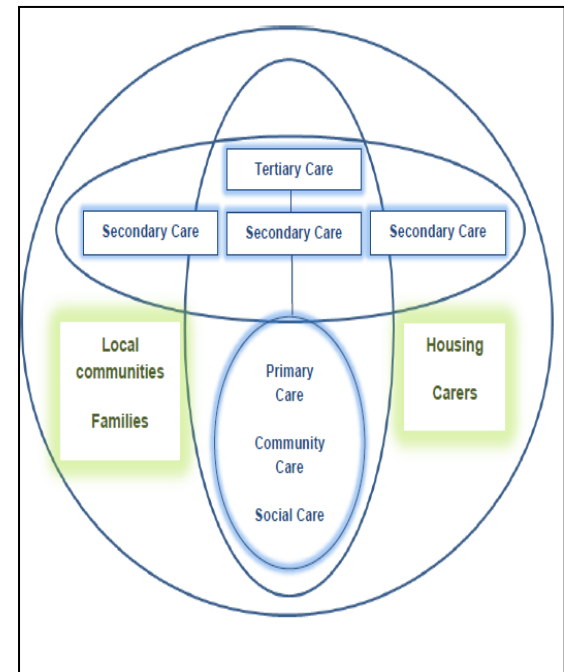 Tertiary Care
Secondary Care
Secondary Care
Secondary Care
Local
communities
Families
Housing
Carers
Primary
Care
Community
Care
Social Care